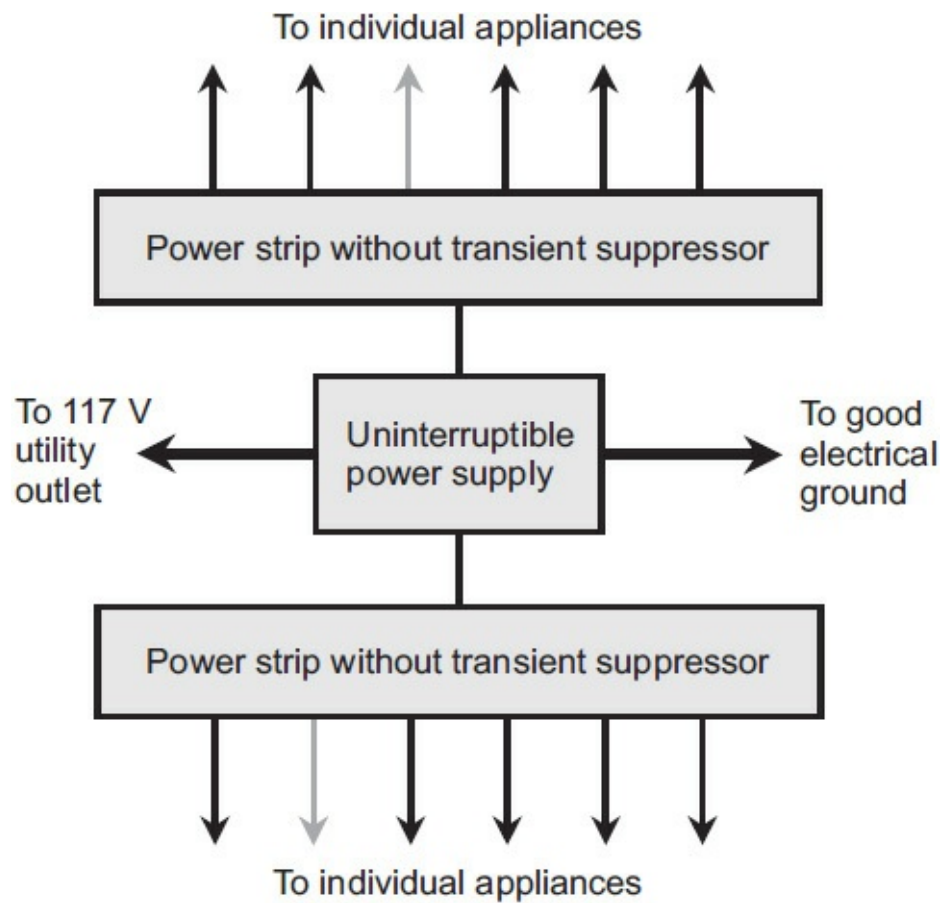 To individual appliances
Power strip without transient suppressor
To 117 V
utility
outlet
Uninterruptible
power supply
To good
electrical
ground
Power strip without transient suppressor
To individual appliances